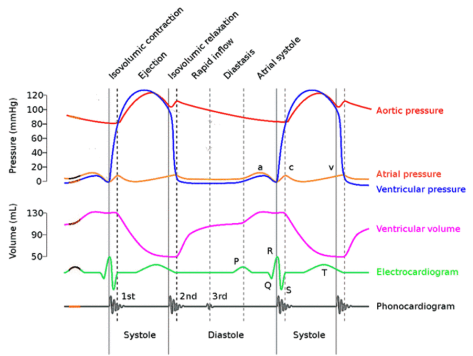 Isovolumic contraction
Ejection
Isovolumic relaxation
Rapid inflow
Diastasis
Atrial systole
120
100
80
60
40
20
0
Pressure (mmHg)
a
c
v
Aortic pressure
Atrial pressure
Ventricular pressure
130
90
50
Volume (mL)
Ventricular volume
P
R
Q
S
T
Electrocardiogram
1st
2nd
3rd
Phonocardiogram
Systole
Diastole
Systole